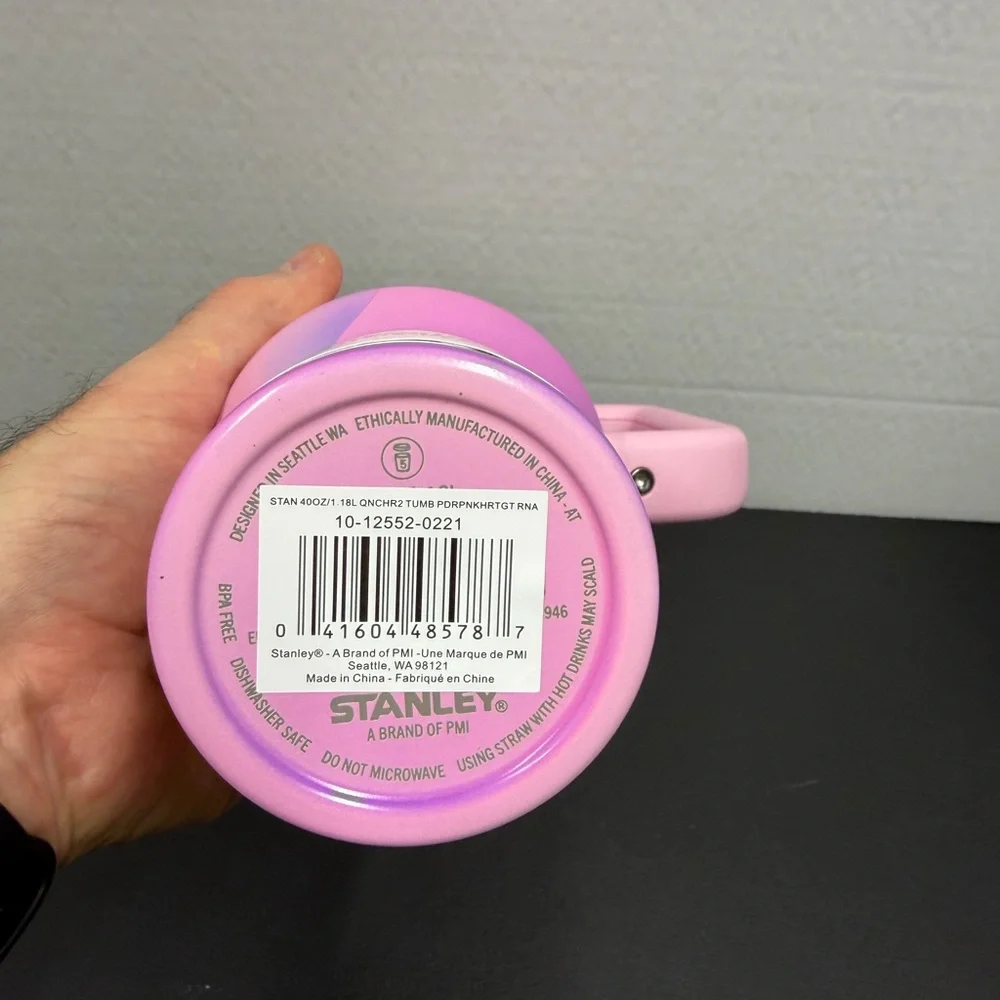 DESIGNED IN SEATTLE WA ETHICALLY MANUFACTURED IN CHINA - AT
5
STAN 40OZ/1.18L QNCHR2 TUMB PDRPNKHRTGT RNA
10-12552-0221
0 41604 48578 7
946
Stanley® - A Brand of PMI -Une Marque de PMI
Seattle, WA 98121
Made in China - Fabriqué en Chine
STANLEY®
A BRAND OF PMI
BPA FREE DISHWASHER SAFE DO NOT MICROWAVE USING STRAW WITH HOT DRINKS MAY SCALD